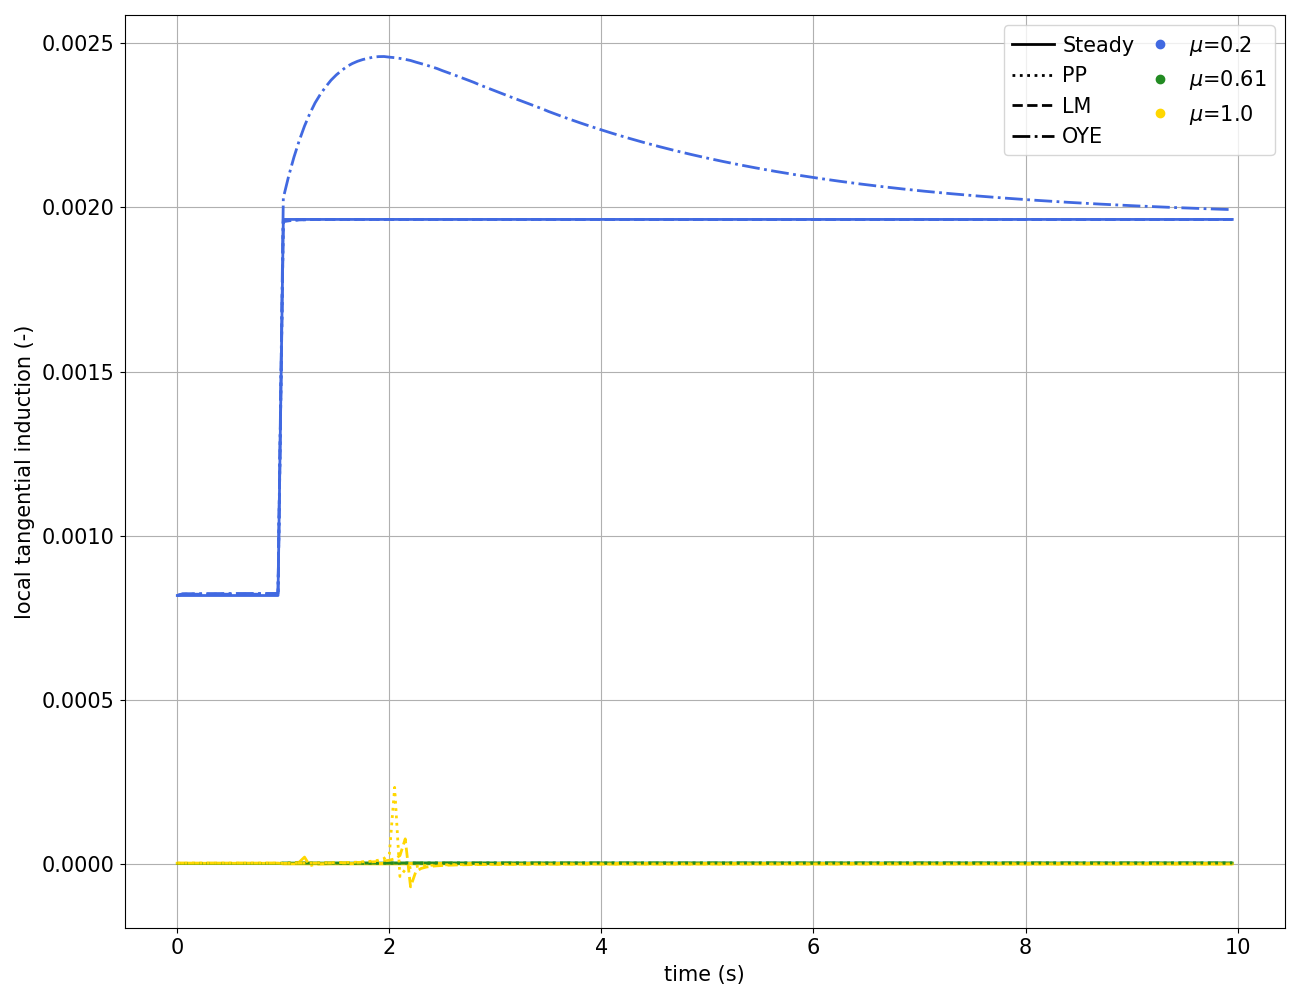 0.0025
0.0020
0.0015
0.0010
0.0005
0.0000
local tangential induction (-)
0
2
4
6
8
10
time (s)
Steady
PP
LM
OYE
μ=0.2
μ=0.61
μ=1.0